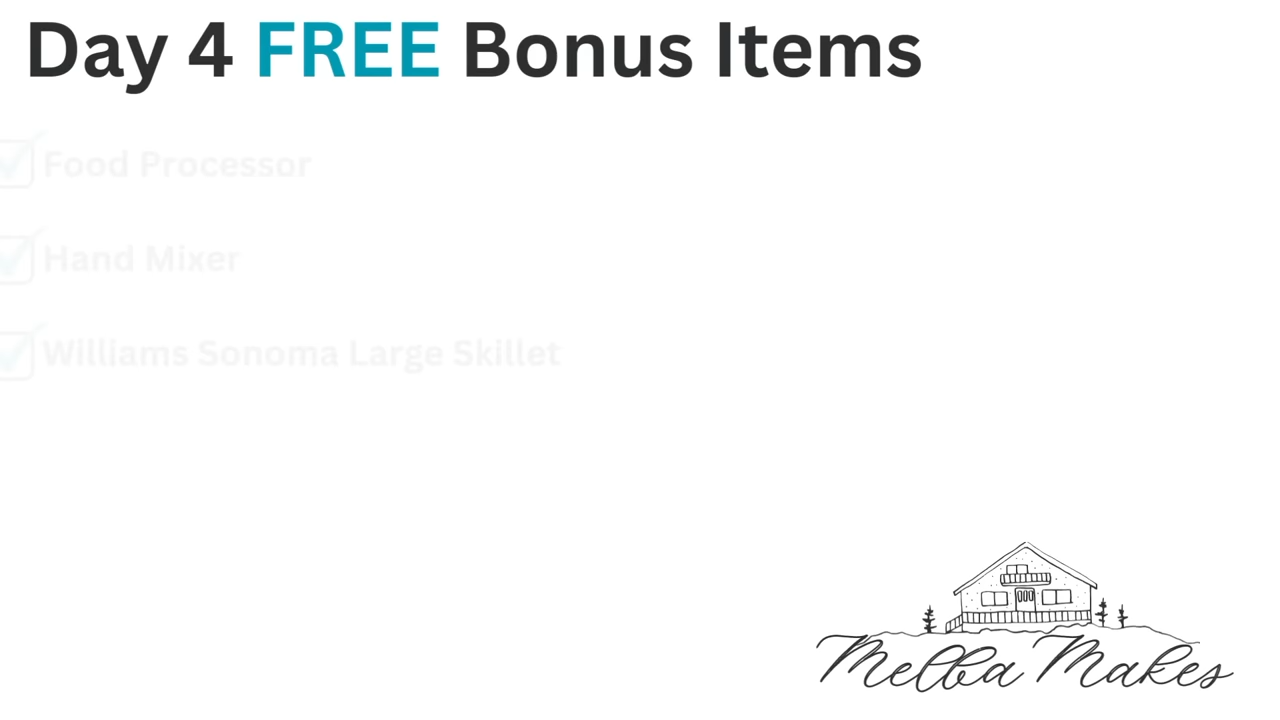 Day 4 FREE Bonus Items
Food Processor
Hand Mixer
Williams Sonoma Large Skillet
Melba Makes